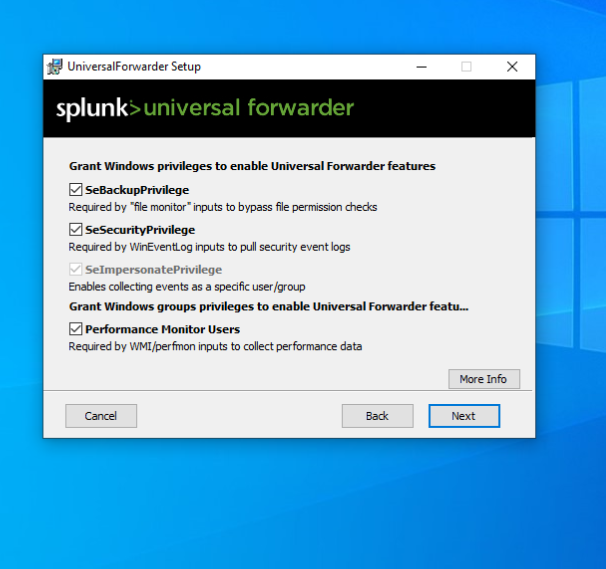 UniversalForwarder Setup
splunk>universal forwarder
Grant Windows privileges to enable Universal Forwarder features
SeBackupPrivilege
Required by "file monitor" inputs to bypass file permission checks
SeSecurityPrivilege
Required by WinEventLog inputs to pull security event logs
SeImpersonatePrivilege
Enables collecting events as a specific user/group
Grant Windows groups privileges to enable Universal Forwarder featu...
Performance Monitor Users
Required by WMI/perfmon inputs to collect performance data
More Info
Cancel Back Next